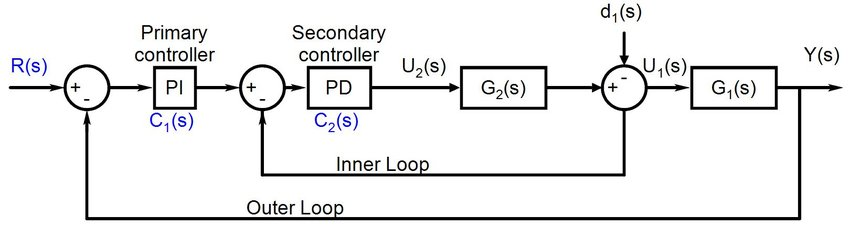 d₁(s)
Primary
controller
Secondary
controller
R(s)
U₂(s)
U₁(s)
Y(s)
+
-
PI
+
-
PD
G₂(s)
+
-
G₁(s)
C₁(s)
C₂(s)
Inner Loop
Outer Loop